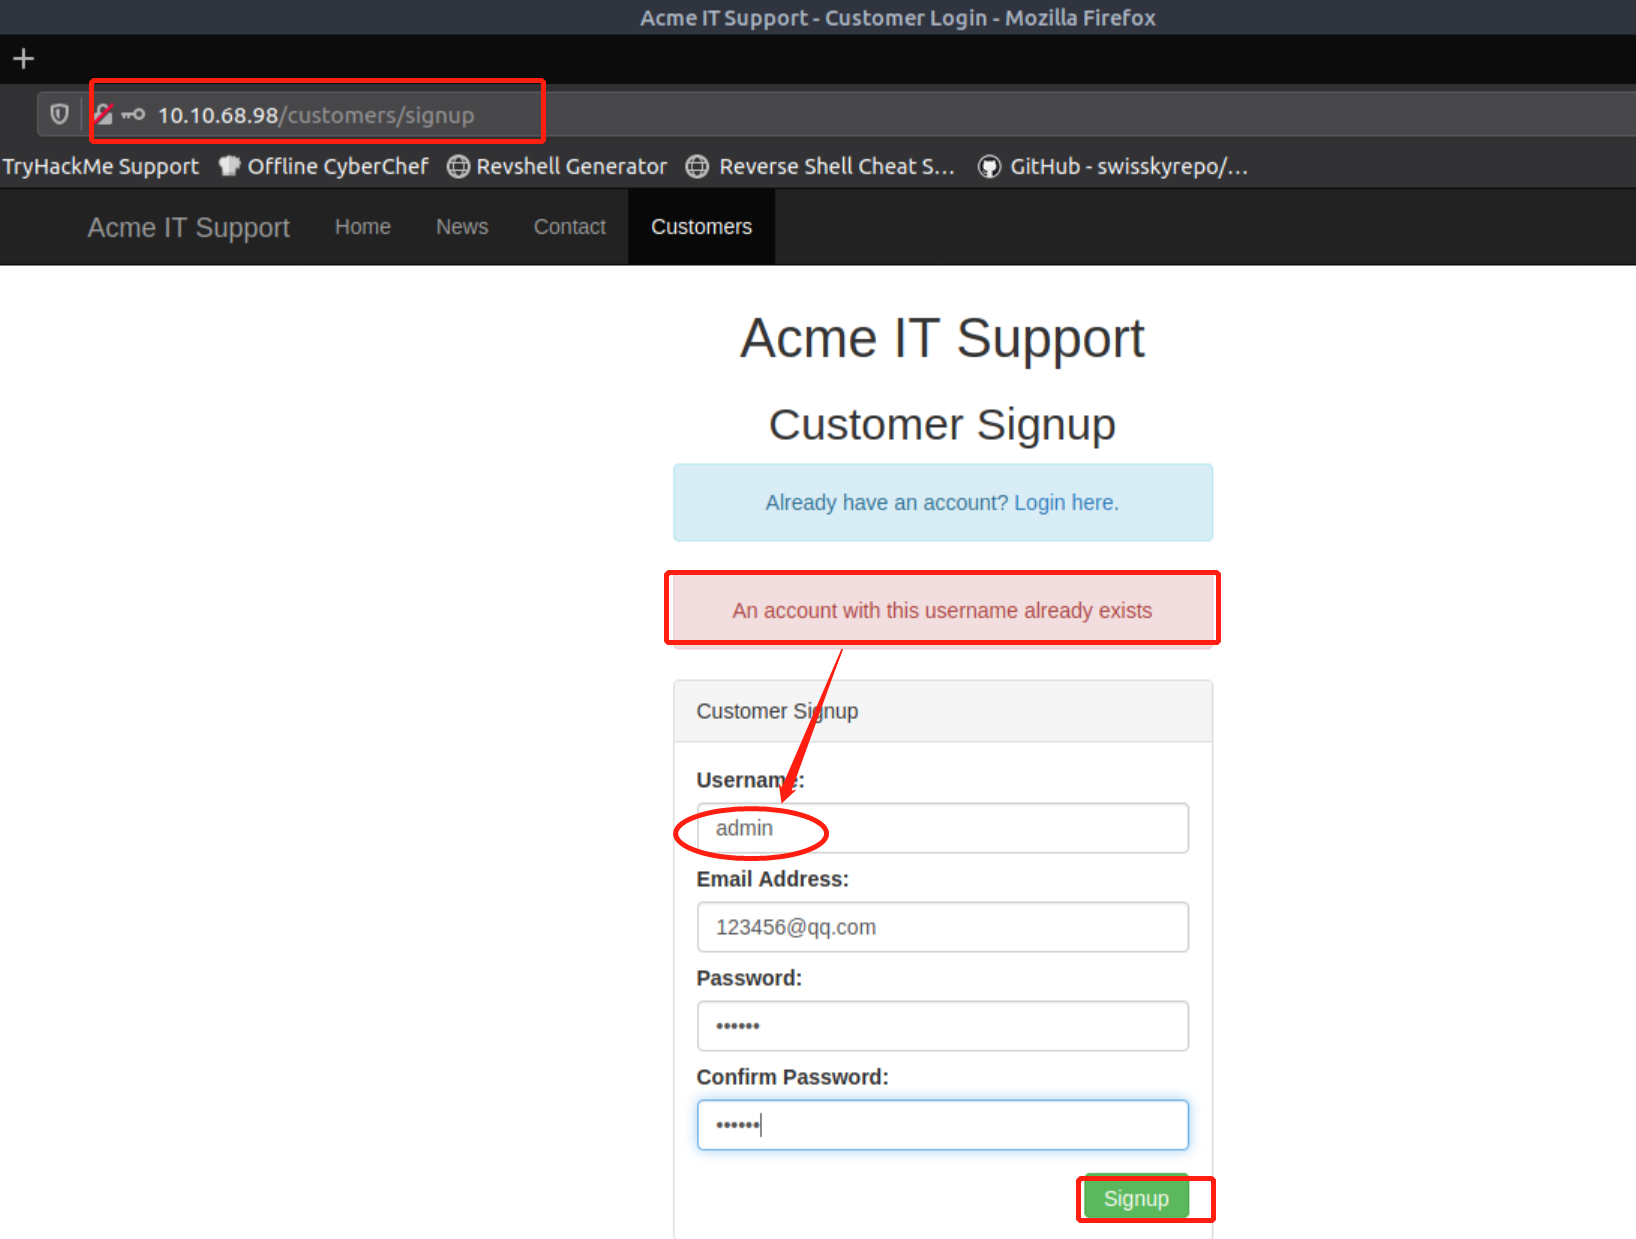 Acme IT Support - Customer Login - Mozilla Firefox
10.10.68.98/customers/signup
TryHackMe Support Offline CyberChef Revshell Generator Reverse Shell Cheat S... GitHub - swisskyrepo/...
Acme IT Support Home News Contact Customers
Acme IT Support
Customer Signup
Already have an account? Login here.
An account with this username already exists
Customer Signup
Username:
admin
Email Address:
123456@qq.com
Password:
••••••
Confirm Password:
••••••
Signup